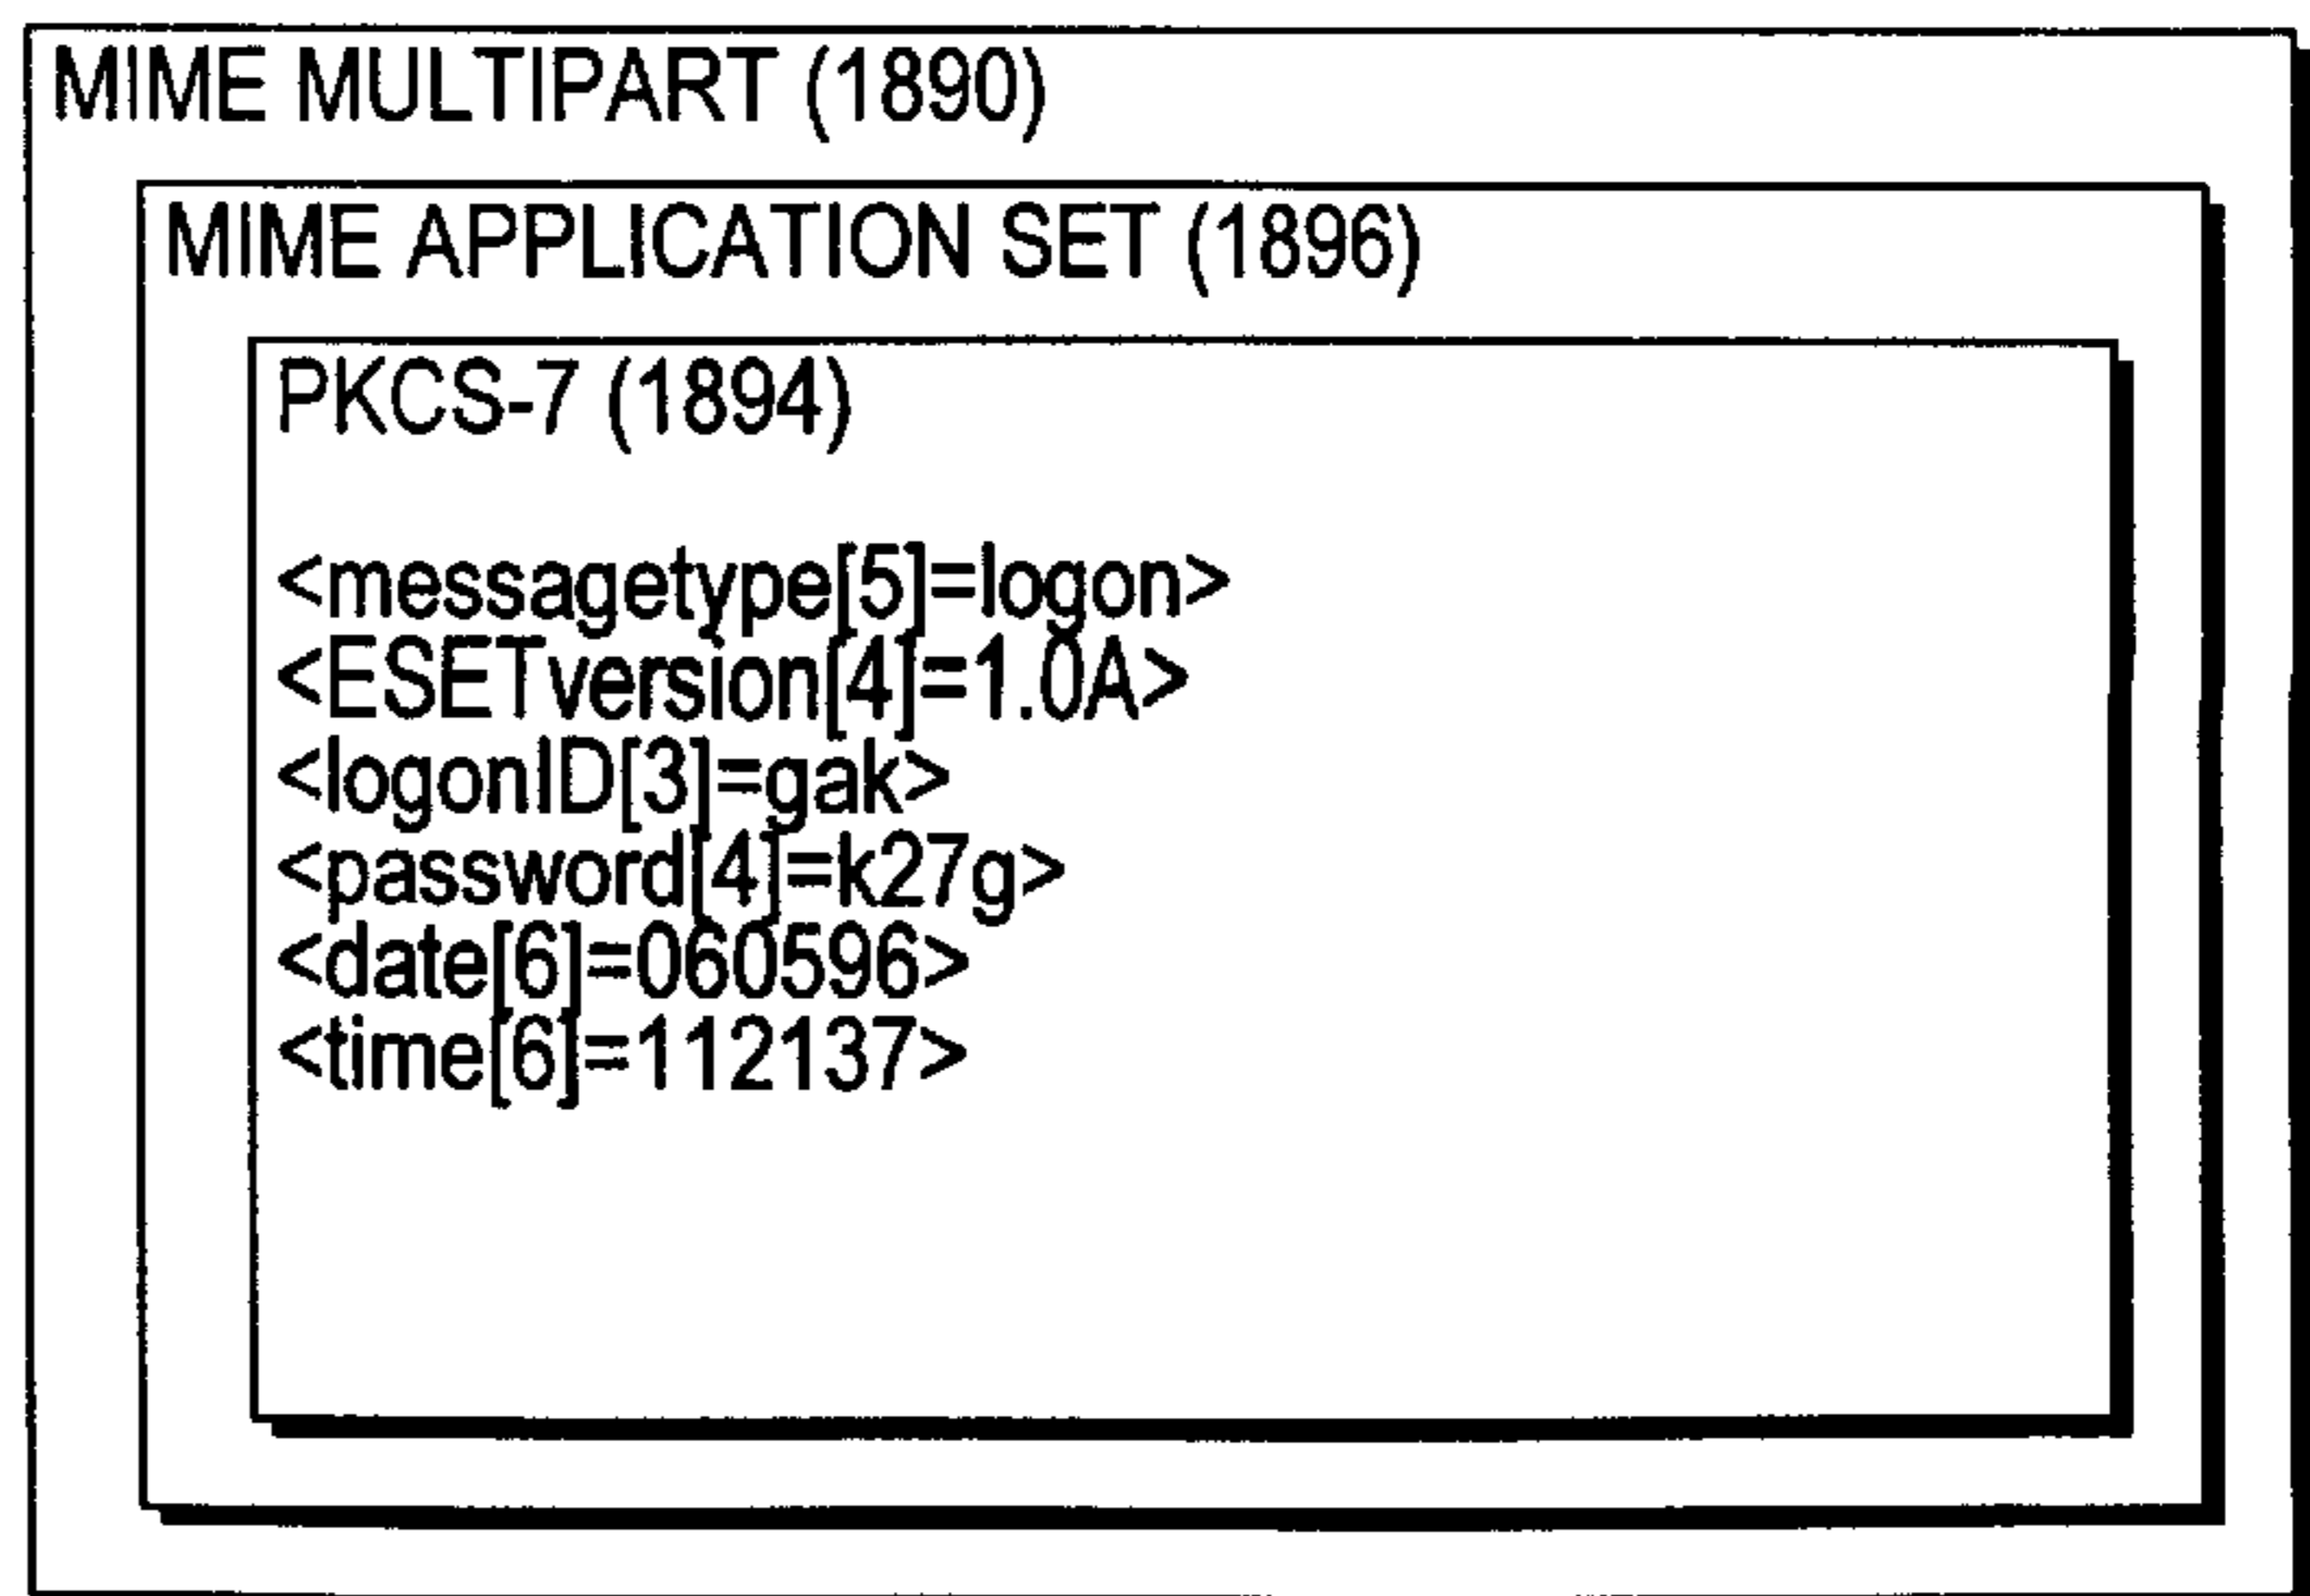 MIME MULTIPART (1890)
MIME APPLICATION SET (1896)
PKCS-7 (1894)
<messagetype[5]=logon>
<ESETversion[4]=1.0A>
<logonID[3]=gak>
<password[4]=k27g>
<date[6]=060596>
<time[6]=112137>